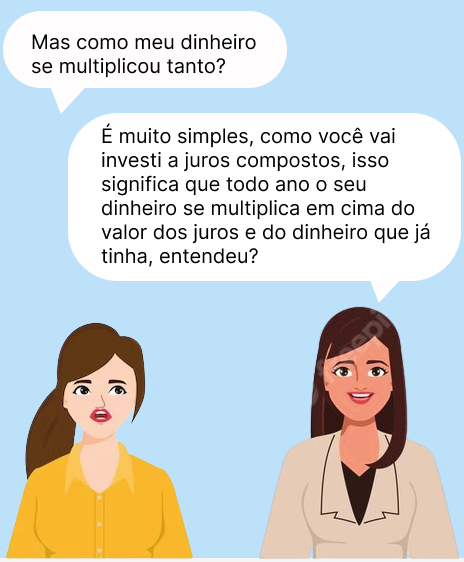 Mas como meu dinheiro
se multiplicou tanto?
É muito simples, como você vai
investi a juros compostos, isso
significa que todo ano o seu
dinheiro se multiplica em cima do
valor dos juros e do dinheiro que já
tinha, entendeu?